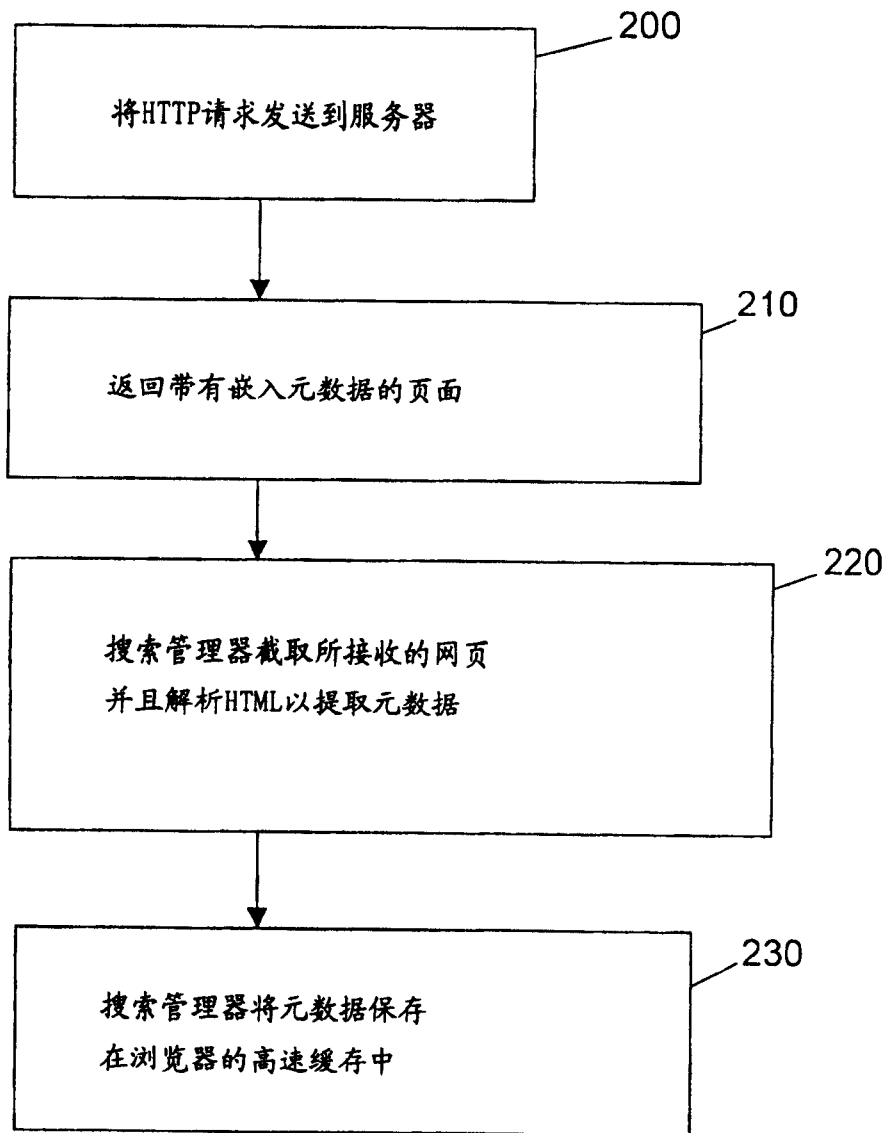 200
将HTTP请求发送到服务器
210
返回带有嵌入元数据的页面
220
搜索管理器截取所接收的网页
并且解析HTML以提取元数据
230
搜索管理器将元数据保存
在浏览器的高速缓存中